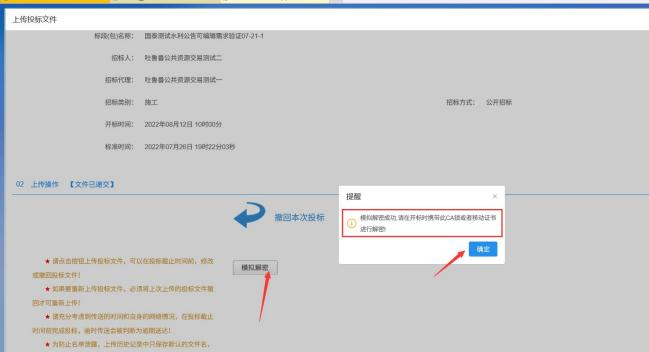 上传投标文件
标段(包)名称： 国泰测试水利公告可编辑需求验证07-21-1
招标人： 吐鲁番公共资源交易测试二
招标代理： 吐鲁番公共资源交易测试一
招标类别： 施工 招标方式： 公开招标
开标时间： 2022年08月12日 10时00分
标准时间： 2022年07月26日 19时22分03秒
02 上传操作 【文件已递交】
撤回本次投标
提醒 ×
模拟解密成功,请在开标时携带此CA锁或者移动证书
进行解密!
确定
模拟解密
★ 请点击按钮上传投标文件，可以在投标截止时间前，修改
或撤回投标文件！
★ 如果要重新上传投标文件，必须将上次上传的投标文件撤
回才可重新上传！
★ 请充分考虑到传送的时间和自身的网络情况，在投标截止
时间前完成投标，逾时传送会被判断为逾期送达！
★ 为防止名单泄露，上传历史记录中只保存默认的文件名，